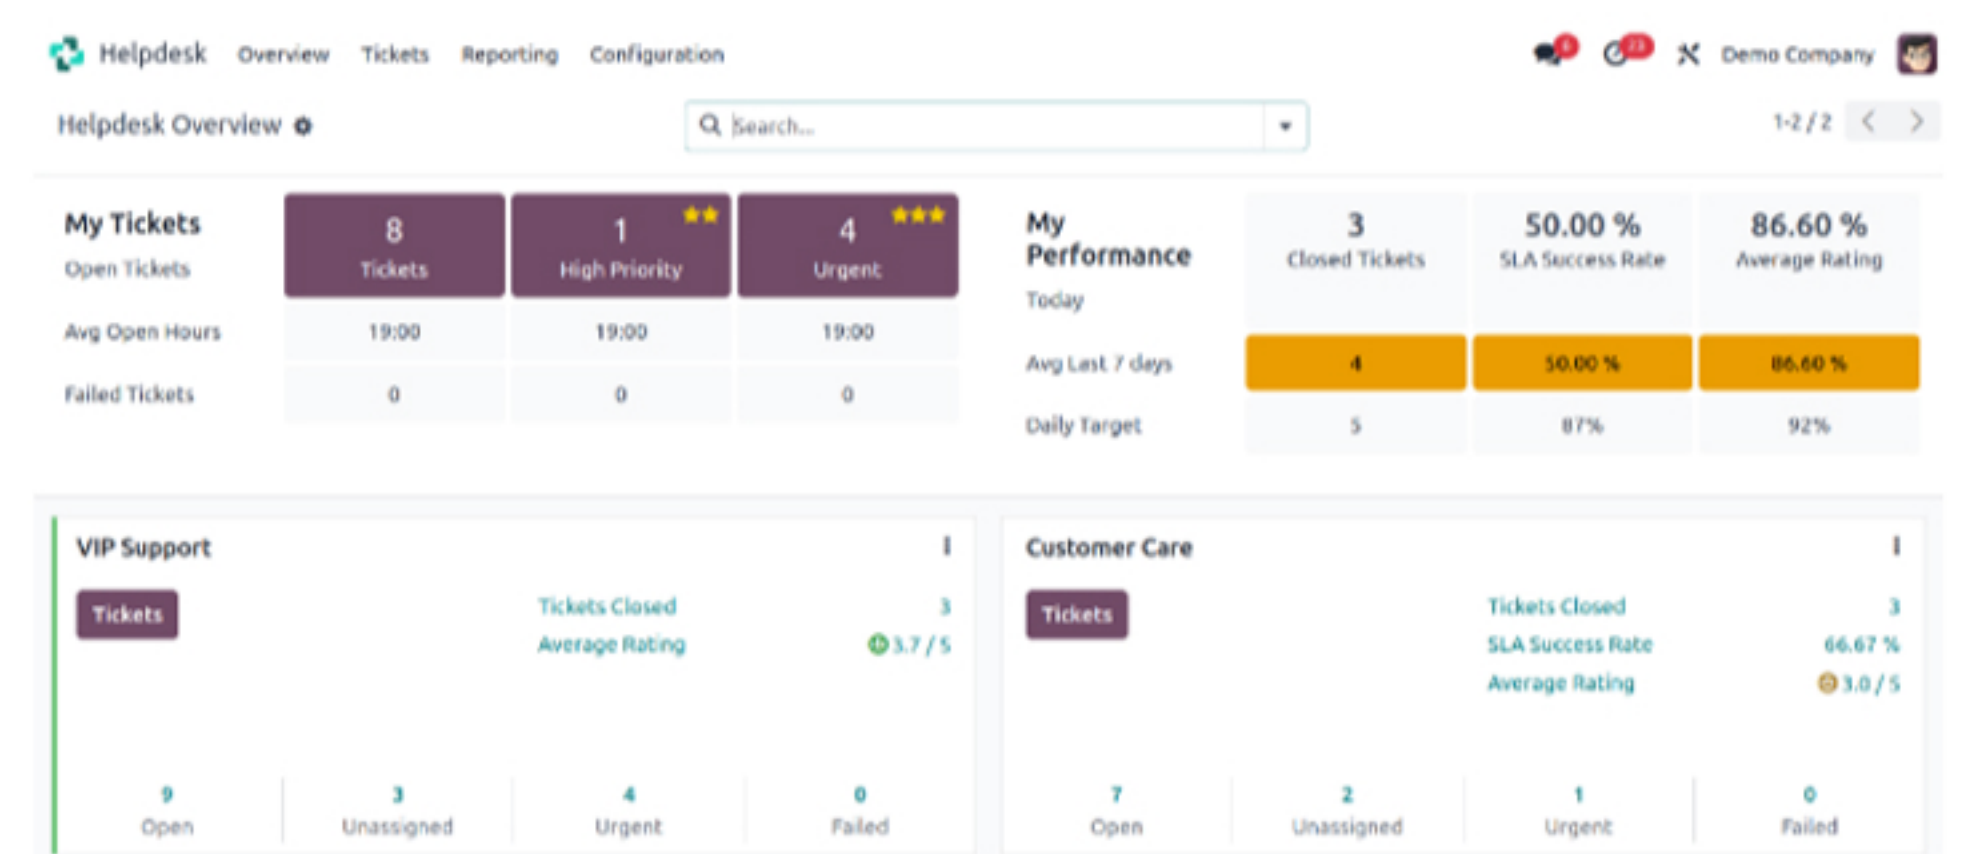 Helpdesk Overview Tickets Reporting Configuration 23 Demo Company
Helpdesk Overview Search... 1-2 / 2
My Tickets 8 1 4
Open Tickets Tickets High Priority Urgent
Avg Open Hours 19:00 19:00 19:00
Failed Tickets 0 0 0
My Performance 3 50.00 % 86.60 %
Today Closed Tickets SLA Success Rate Average Rating
Avg Last 7 days 4 50.00 % 86.60 %
Daily Target 5 87% 92%
VIP Support
Tickets
Tickets Closed 3
Average Rating 3.7 / 5
9 3 4 0
Open Unassigned Urgent Failed
Customer Care
Tickets
Tickets Closed 3
SLA Success Rate 66.67 %
Average Rating 3.0 / 5
7 2 1 0
Open Unassigned Urgent Failed